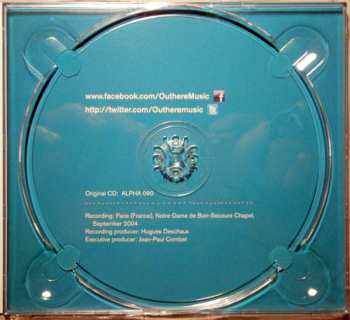 www.facebook.com/OuthereMusic
http://twitter.com/Outheremusic
Original CD: ALPHA 090
Recording: Paris (France), Notre-Dame de Bon-Secours Chapel,
September 2004
Recording producer: Hugues Deschaux
Executive producer: Jean-Paul Combet